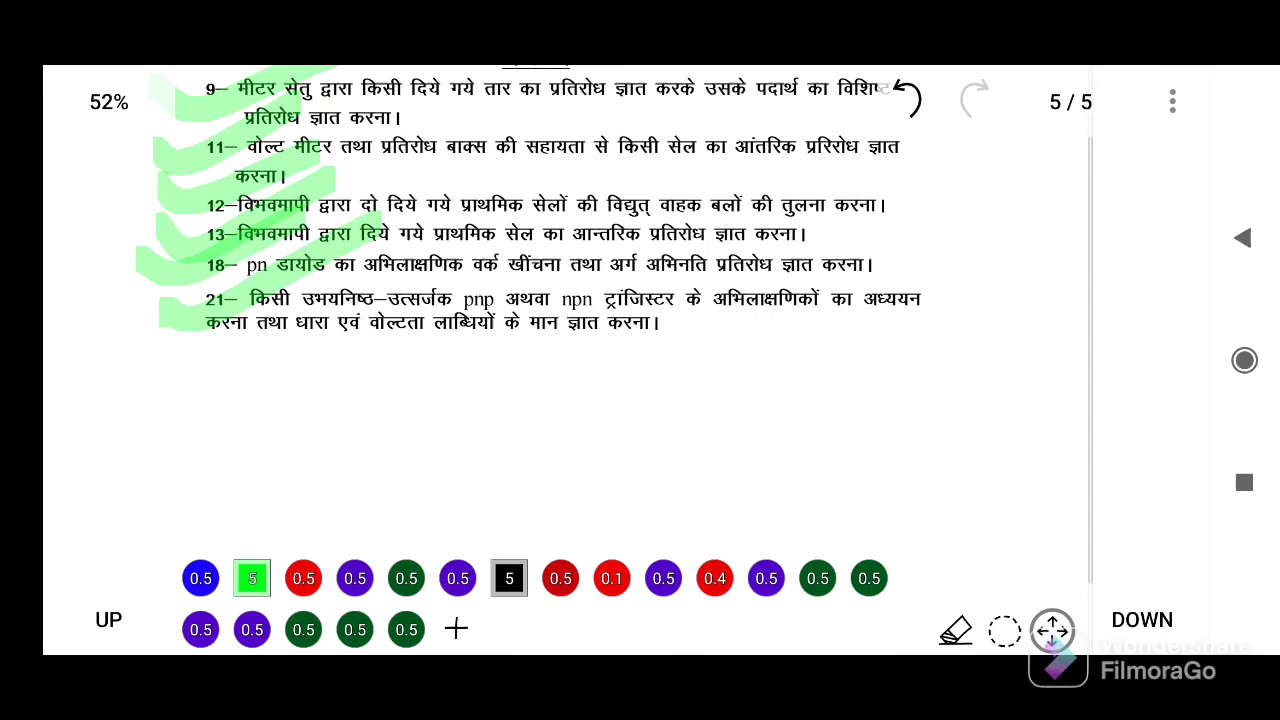 52%
5 / 5
9– मीटर सेतु द्वारा किसी दिये गये तार का प्रतिरोध ज्ञात करके उसके पदार्थ का विशिष्ट
प्रतिरोध ज्ञात करना।
11– वोल्ट मीटर तथा प्रतिरोध बाक्स की सहायता से किसी सेल का आंतरिक प्ररिरोध ज्ञात
करना।
12–विभवमापी द्वारा दो दिये गये प्राथमिक सेलों की विद्युत् वाहक बलों की तुलना करना।
13–विभवमापी द्वारा दिये गये प्राथमिक सेल का आन्तरिक प्रतिरोध ज्ञात करना।
18– pn डायोड का अभिलाक्षणिक वर्क खींचना तथा अर्ग अभिनति प्रतिरोध ज्ञात करना।
21– किसी उभयनिष्ठ–उत्सर्जक pnp अथवा npn ट्रांजिस्टर के अभिलाक्षणिकों का अध्ययन
करना तथा धारा एवं वोल्टता लाब्धियों के मान ज्ञात करना।
0.5 5 0.5 0.5 0.5 0.5 5 0.5 0.1 0.5 0.4 0.5 0.5 0.5
UP 0.5 0.5 0.5 0.5 0.5 DOWN
Wondershare
FilmoraGo